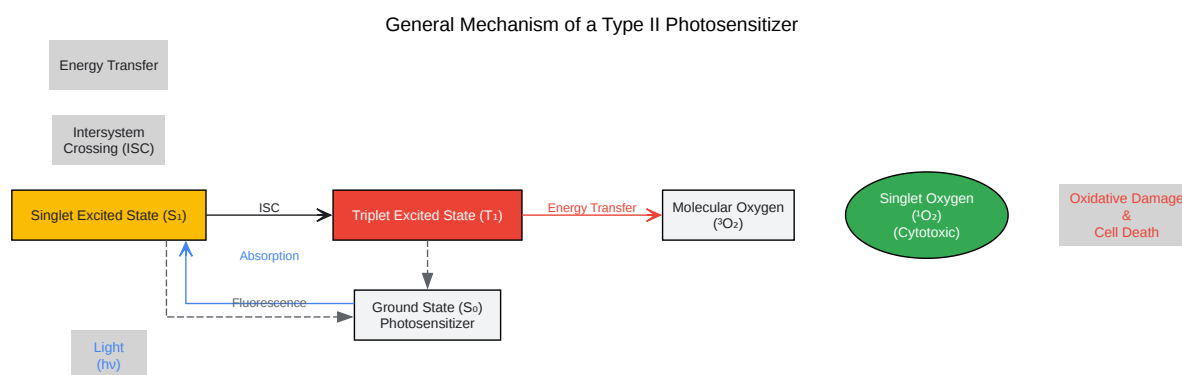 General Mechanism of a Type II Photosensitizer
Energy Transfer
Intersystem
Crossing (ISC)
Singlet Excited State (S₁)
ISC
Triplet Excited State (T₁)
Energy Transfer
Molecular Oxygen
(³O₂)
Singlet Oxygen
(¹O₂)
(Cytotoxic)
Oxidative Damage
&
Cell Death
Absorption
Fluorescence
Ground State (S₀)
Photosensitizer
Light
(hν)